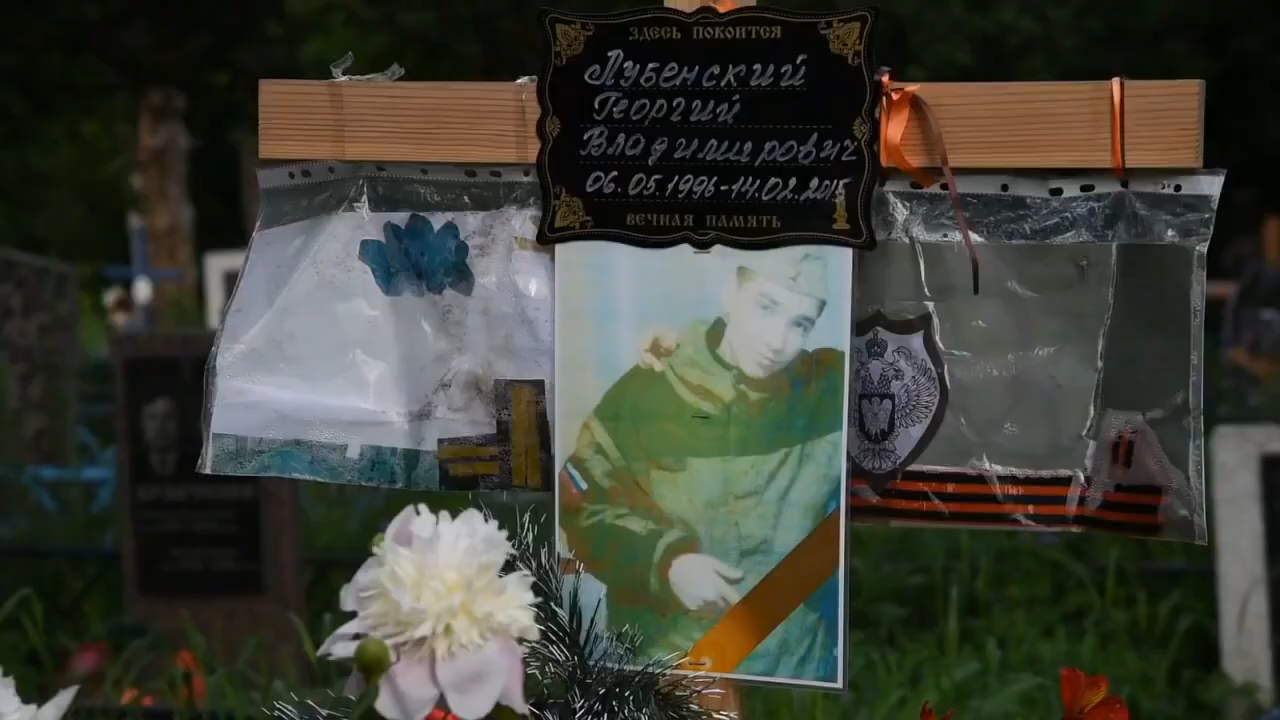 ЗДЕСЬ ПОКОИТСЯ
Лубенский
Георгий
Владимирович
06.05.1996-14.02.2015
ВЕЧНАЯ ПАМЯТЬ